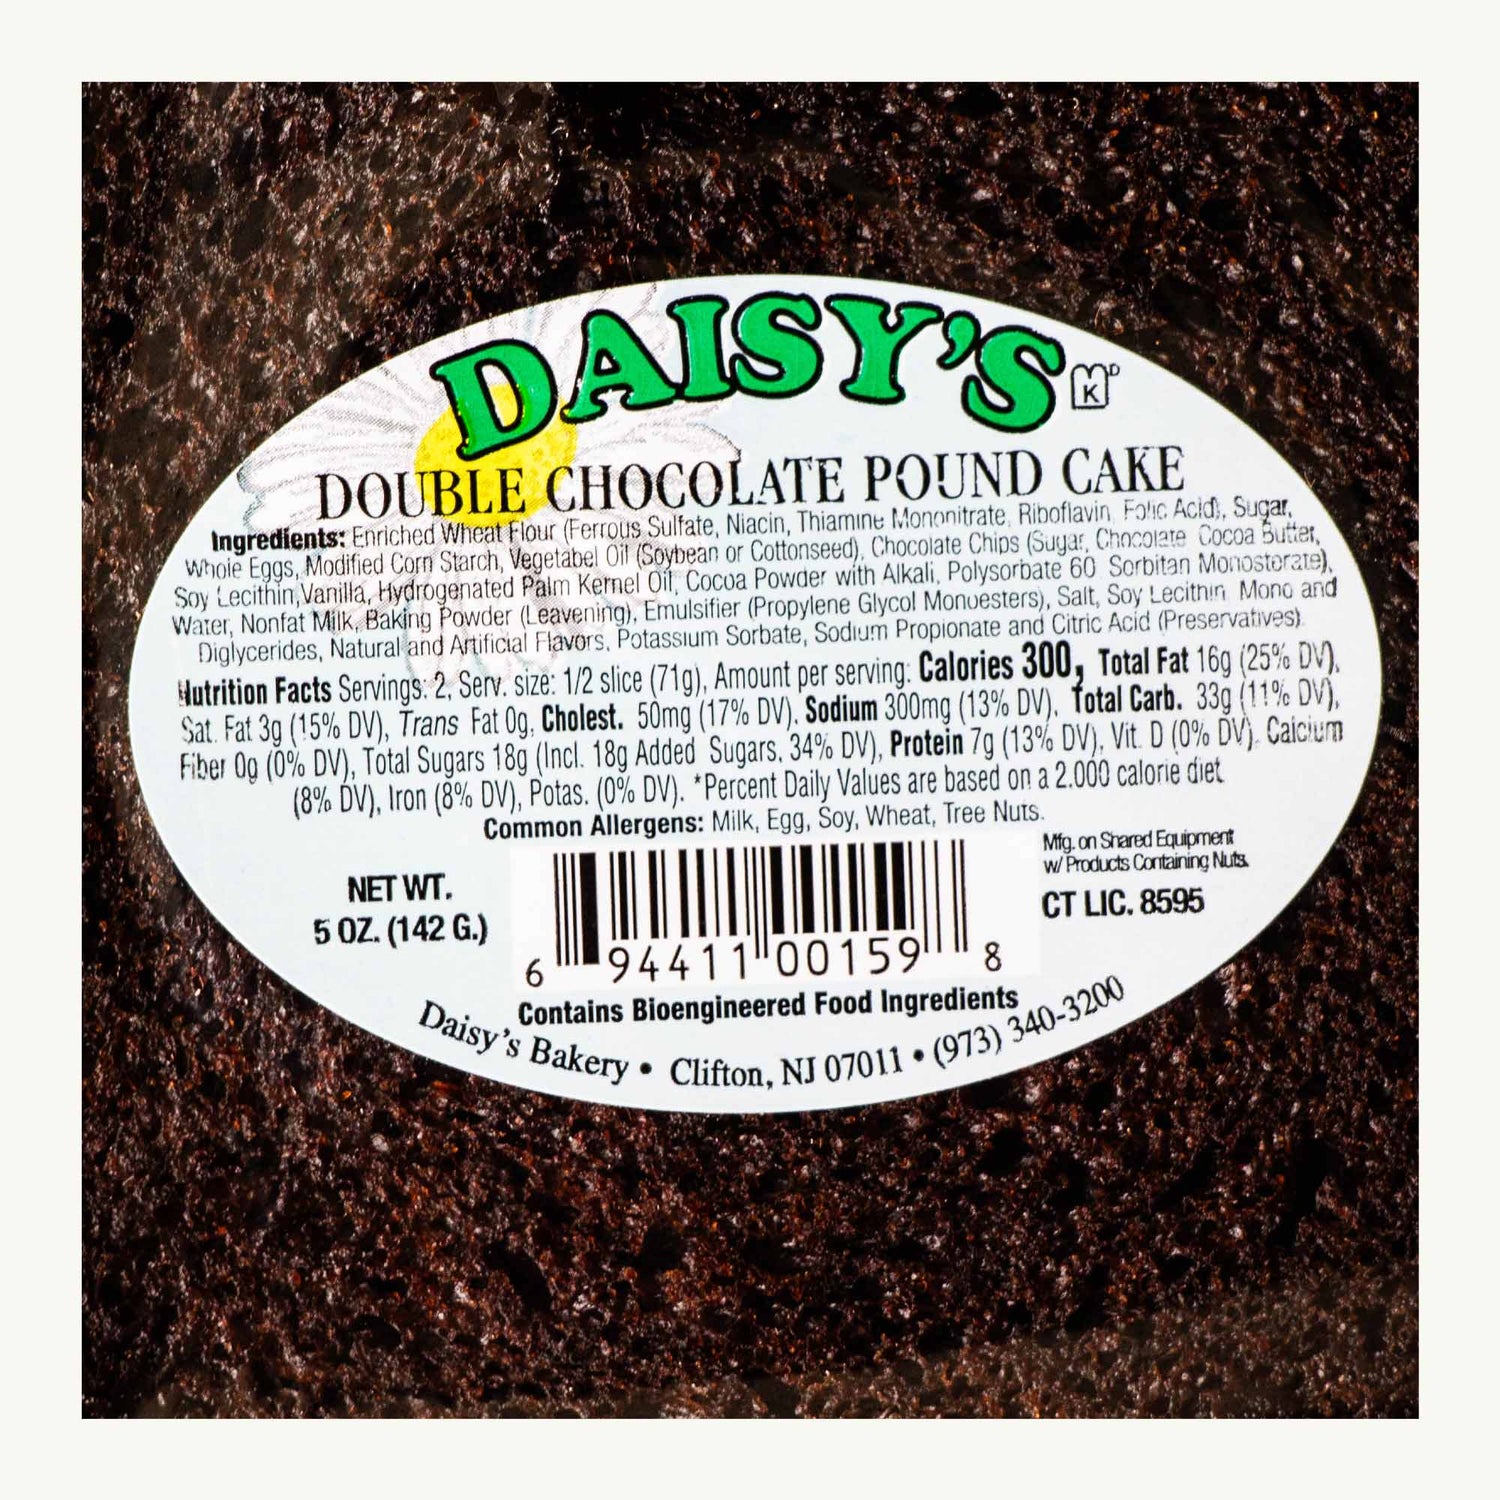 DAISY'S
K D
DOUBLE CHOCOLATE POUND CAKE
Ingredients: Enriched Wheat Flour (Ferrous Sulfate, Niacin, Thiamine Mononitrate, Riboflavin, Folic Acid), Sugar,
Whole Eggs, Modified Corn Starch, Vegetabel Oil (Soybean or Cottonseed), Chocolate Chips (Sugar, Chocolate Cocoa Butter,
Soy Lecithin, Vanilla, Hydrogenated Palm Kernel Oil, Cocoa Powder with Alkali, Polysorbate 60 Sorbitan Monosterate),
Water, Nonfat Milk, Baking Powder (Leavening), Emulsifier (Propylene Glycol Monoesters), Salt, Soy Lecithin, Mono and
Diglycerides, Natural and Artificial Flavors, Potassium Sorbate, Sodium Propionate and Citric Acid (Preservatives).
Nutrition Facts Servings: 2, Serv. size: 1/2 slice (71g), Amount per serving: Calories 300, Total Fat 16g (25% DV),
Sat. Fat 3g (15% DV), Trans Fat 0g, Cholest. 50mg (17% DV), Sodium 300mg (13% DV), Total Carb. 33g (11% DV),
Fiber 0g (0% DV), Total Sugars 18g (Incl. 18g Added Sugars, 34% DV), Protein 7g (13% DV), Vit. D (0% DV), Calcium
(8% DV), Iron (8% DV), Potas. (0% DV). *Percent Daily Values are based on a 2.000 calorie diet
Common Allergens: Milk, Egg, Soy, Wheat, Tree Nuts.
Mfg. on Shared Equipment
w/ Products Containing Nuts.
CT LIC. 8595
NET WT.
5 OZ. (142 G.)
6 94411 00159 8
Contains Bioengineered Food Ingredients
Daisy's Bakery • Clifton, NJ 07011 • (973) 340-3200